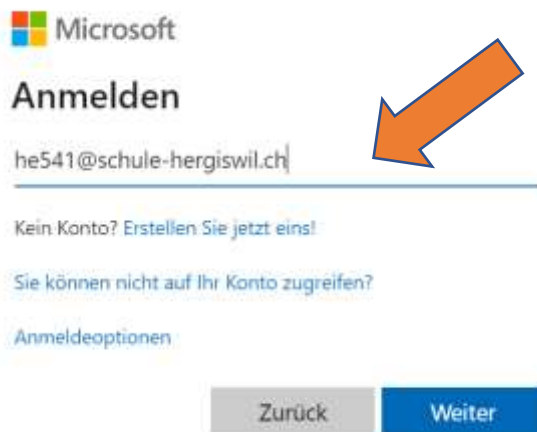 Microsoft
Anmelden
he541@schule-hergiswil.ch
Kein Konto? Erstellen Sie jetzt eins!
Sie können nicht auf Ihr Konto zugreifen?
Anmeldeoptionen
Zurück Weiter